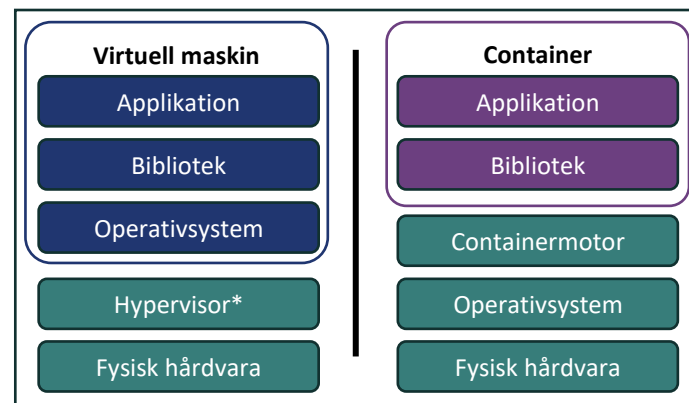 Virtuell maskin
Applikation
Bibliotek
Operativsystem
Hypervisor*
Fysisk hårdvara
Container
Applikation
Bibliotek
Containermotor
Operativsystem
Fysisk hårdvara